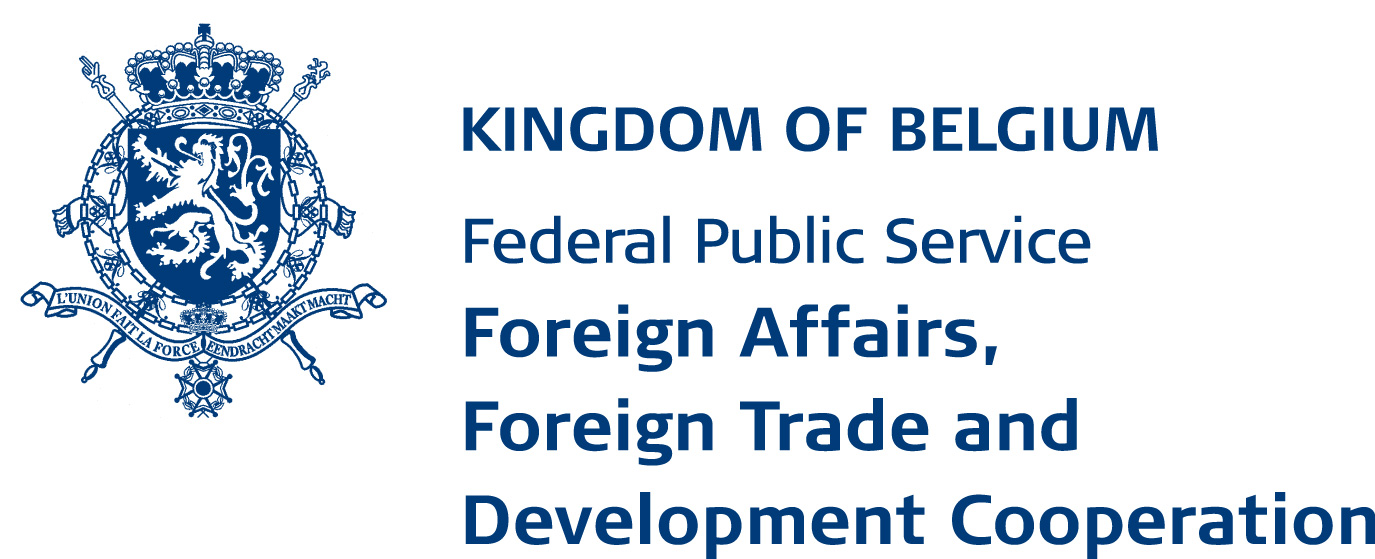 L'UNION FAIT LA FORCE EENDRACHT MAAKT MACHT
KINGDOM OF BELGIUM
Federal Public Service
Foreign Affairs,
Foreign Trade and
Development Cooperation